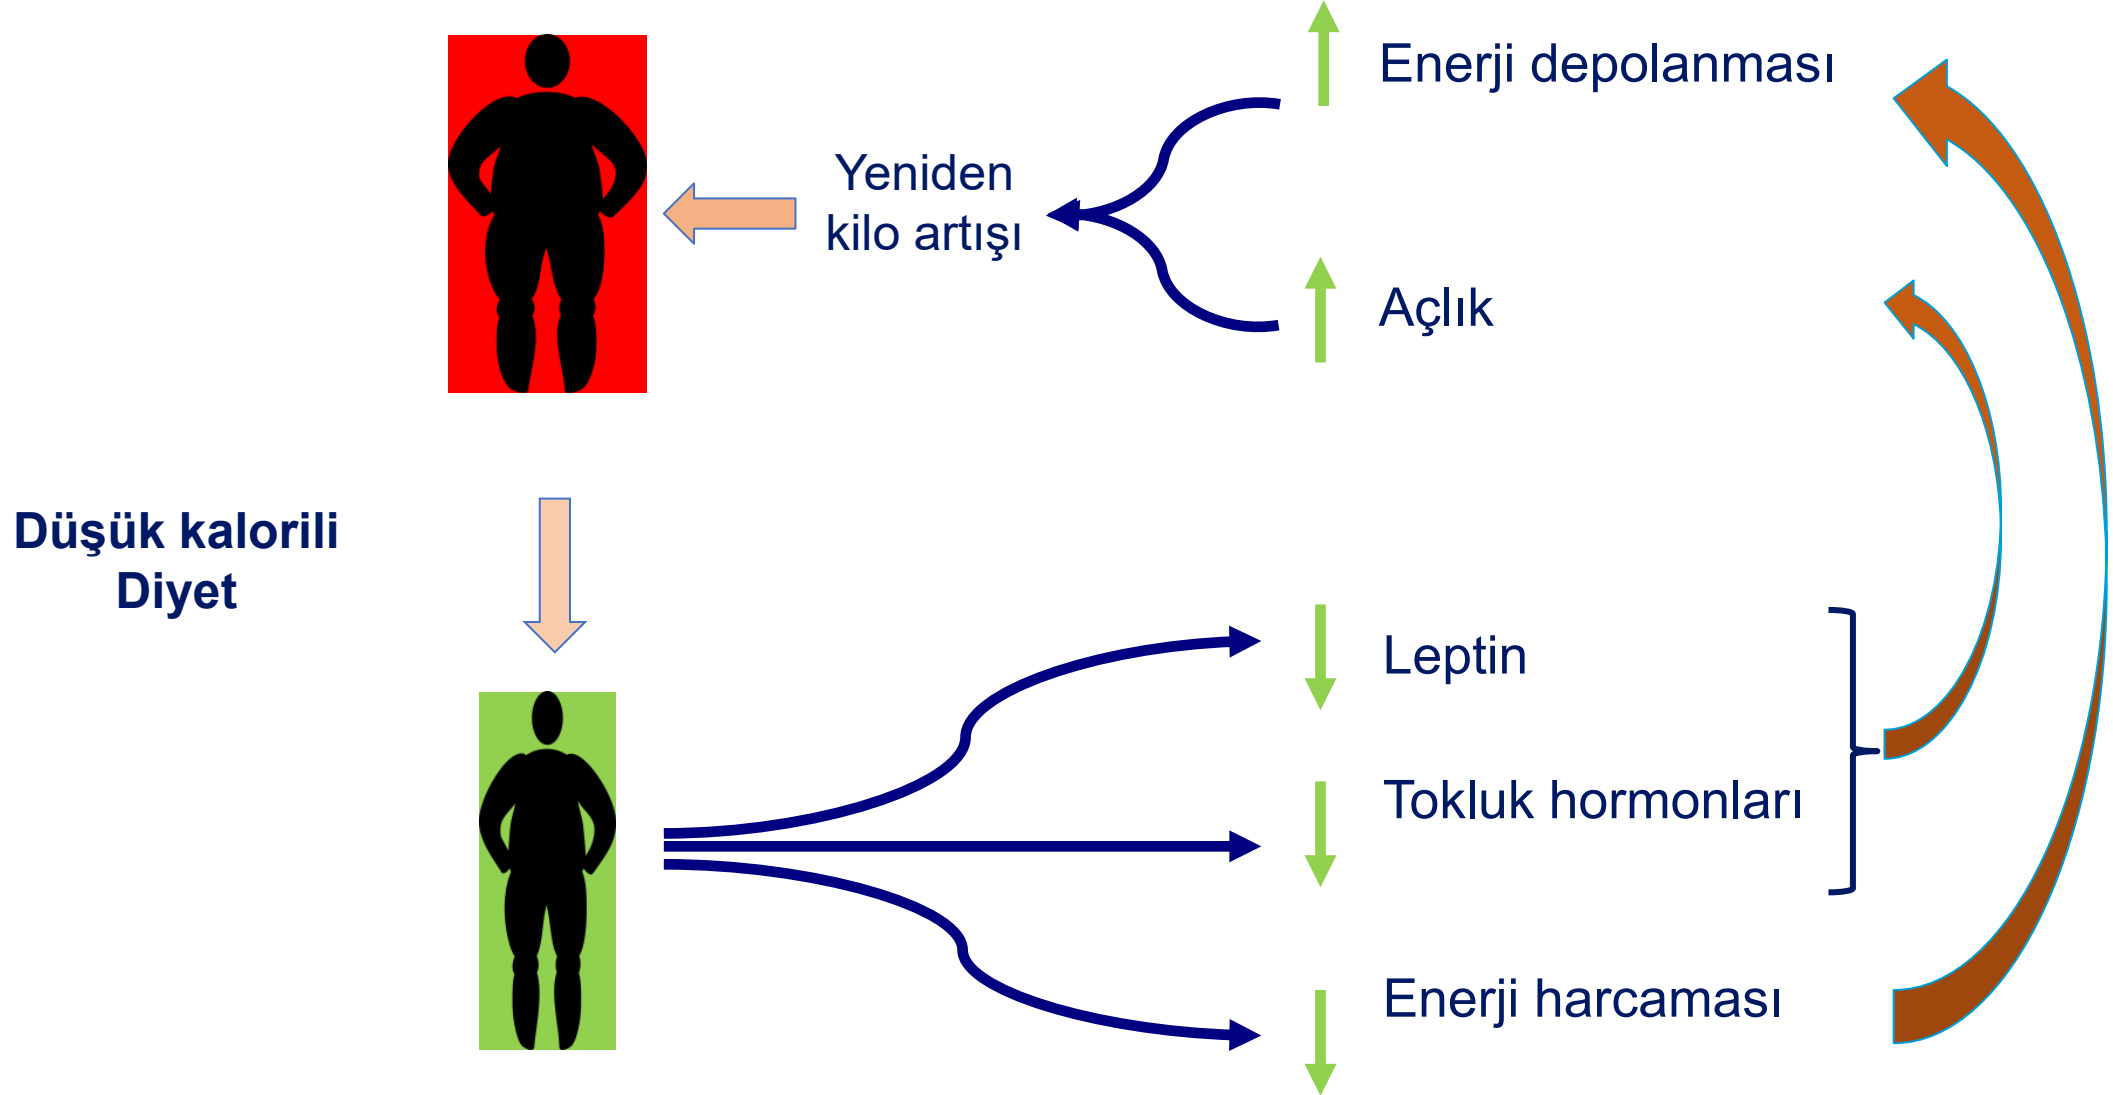 Enerji depolanması
Yeniden
kilo artışı
Açlık
Düşük kalorili
Diyet
Leptin
Tokluk hormonları
Enerji harcaması